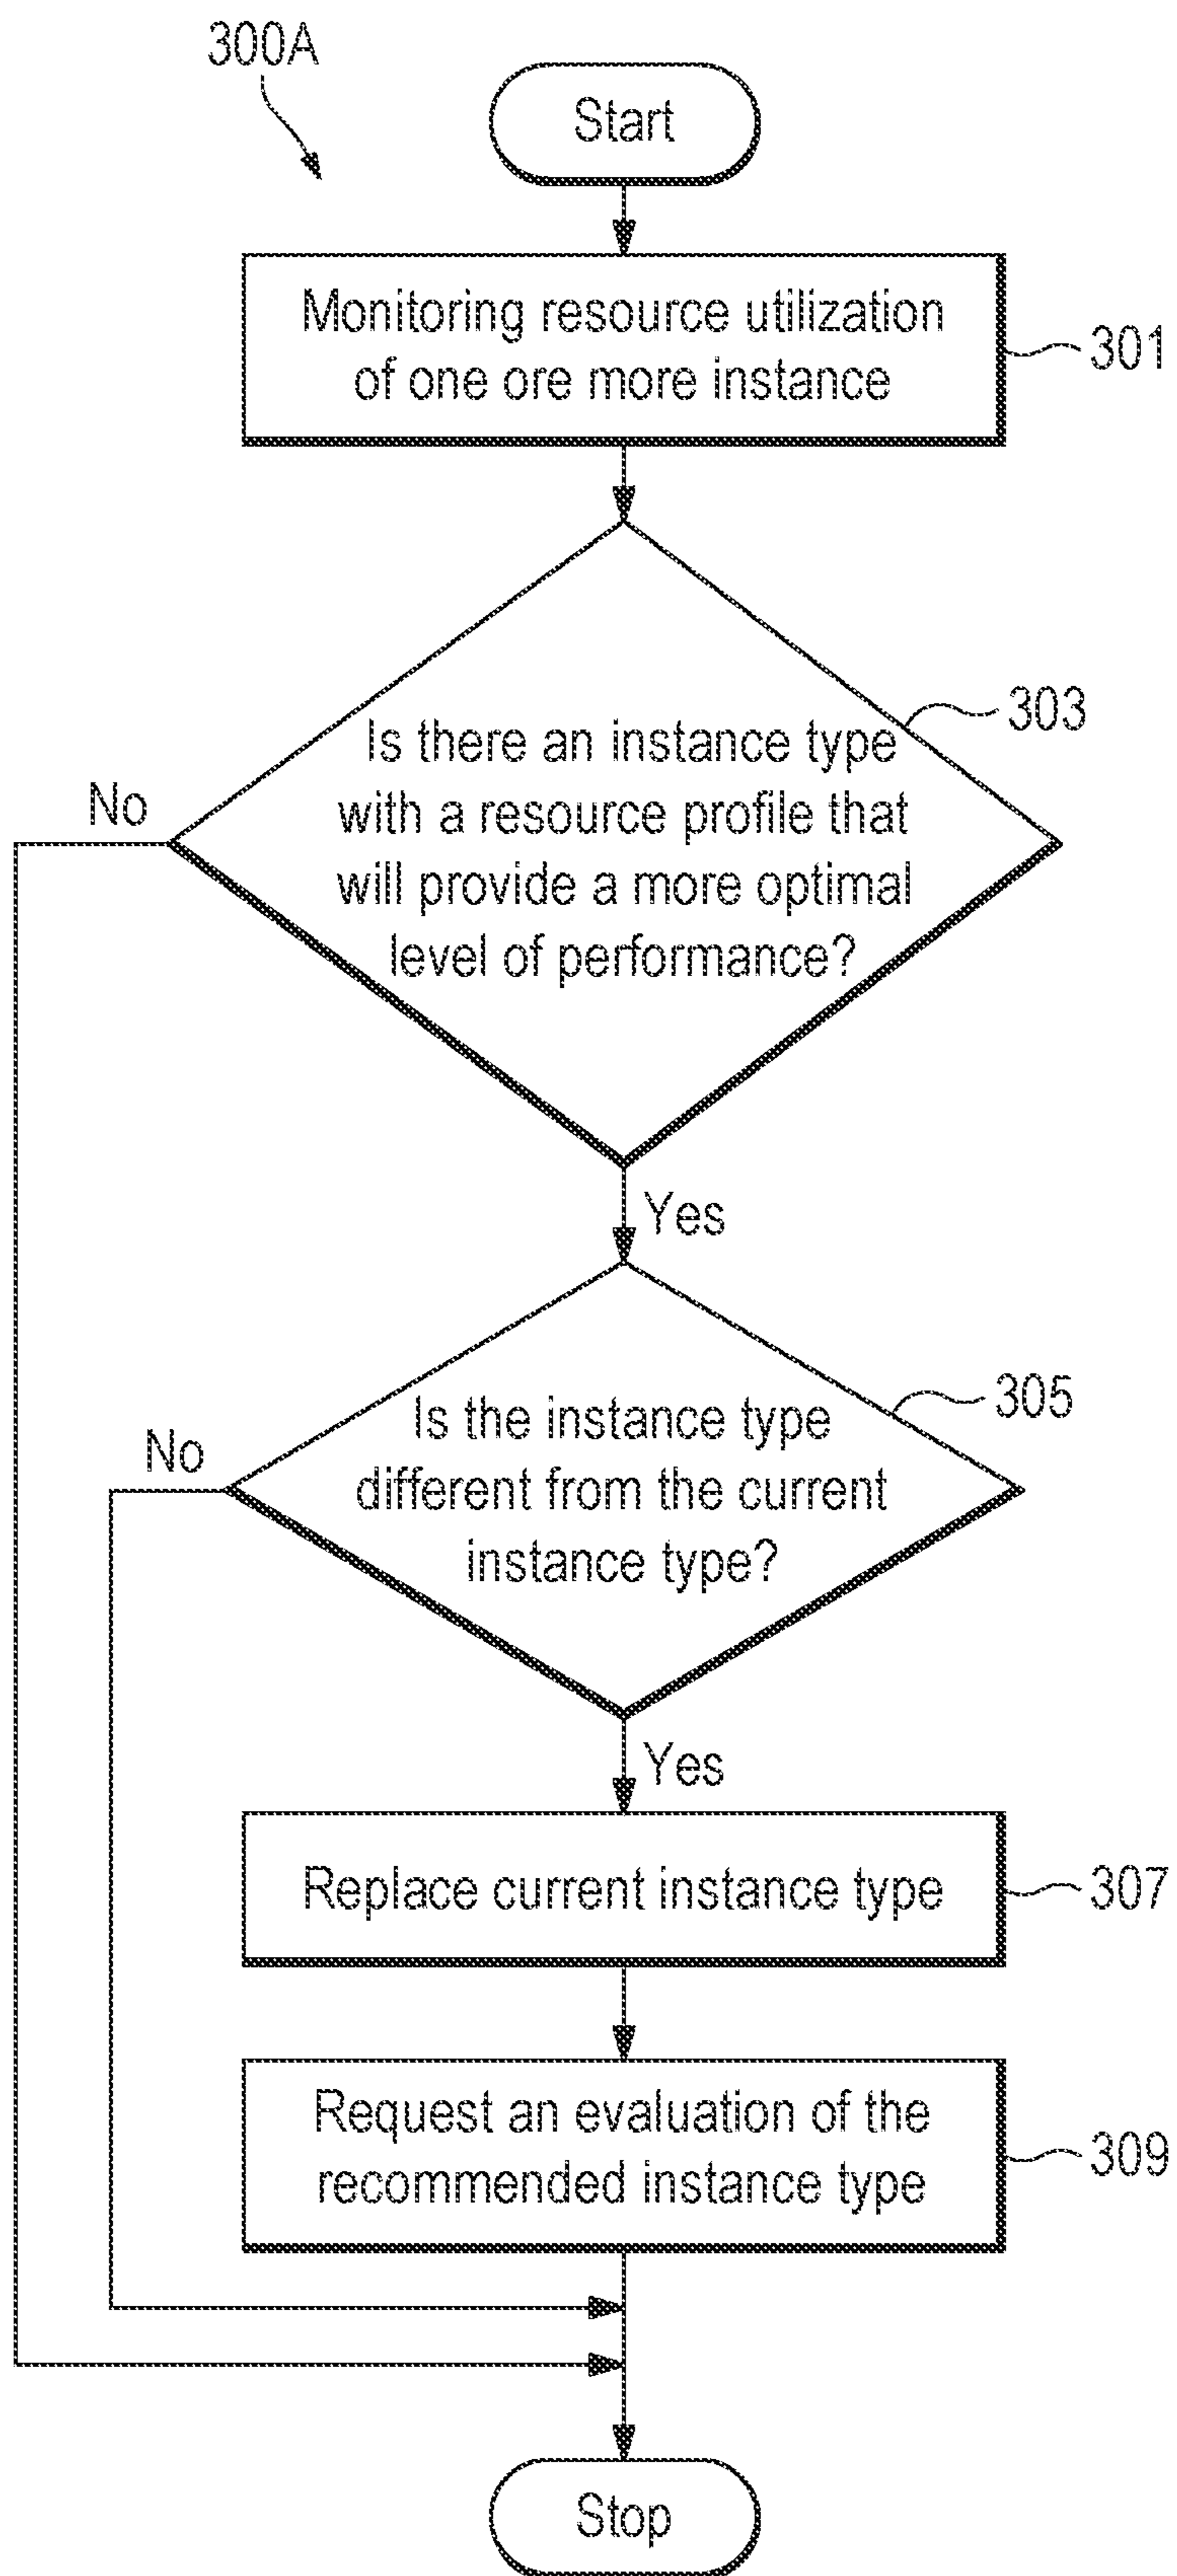 300A
Start
Monitoring resource utilization
of one ore more instance
301
303
Is there an instance type
with a resource profile that
will provide a more optimal
level of performance?
No
Yes
305
Is the instance type
different from the current
instance type?
No
Yes
Replace current instance type
307
Request an evaluation of the
recommended instance type
309
Stop